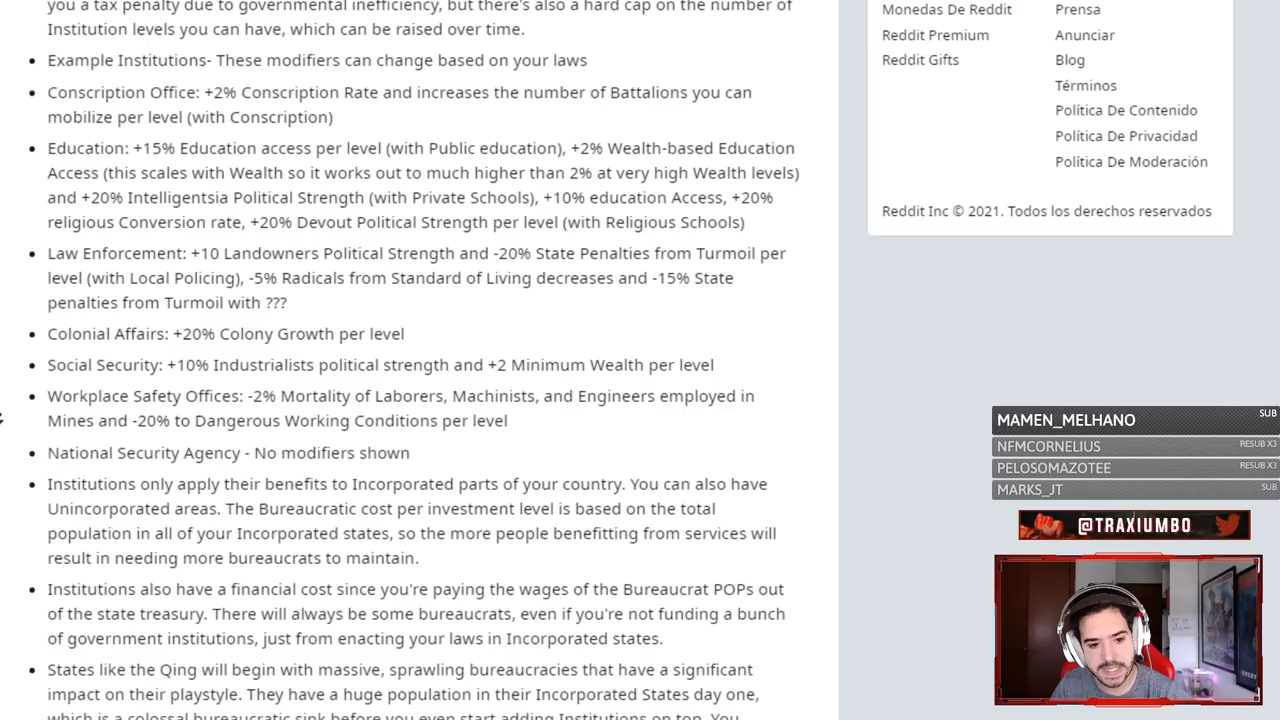 you a tax penalty due to governmental inefficiency, but there's also a hard cap on the number of
Institution levels you can have, which can be raised over time.
Example Institutions- These modifiers can change based on your laws
Conscription Office: +2% Conscription Rate and increases the number of Battalions you can
mobilize per level (with Conscription)
Education: +15% Education access per level (with Public education), +2% Wealth-based Education
Access (this scales with Wealth so it works out to much higher than 2% at very high Wealth levels)
and +20% Intelligentsia Political Strength (with Private Schools), +10% education Access, +20%
religious Conversion rate, +20% Devout Political Strength per level (with Religious Schools)
Law Enforcement: +10 Landowners Political Strength and -20% State Penalties from Turmoil per
level (with Local Policing), -5% Radicals from Standard of Living decreases and -15% State
penalties from Turmoil with ???
Colonial Affairs: +20% Colony Growth per level
Social Security: +10% Industrialists political strength and +2 Minimum Wealth per level
Workplace Safety Offices: -2% Mortality of Laborers, Machinists, and Engineers employed in
Mines and -20% to Dangerous Working Conditions per level
National Security Agency - No modifiers shown
Institutions only apply their benefits to Incorporated parts of your country. You can also have
Unincorporated areas. The Bureaucratic cost per investment level is based on the total
population in all of your Incorporated states, so the more people benefitting from services will
result in needing more bureaucrats to maintain.
Institutions also have a financial cost since you're paying the wages of the Bureaucrat POPs out
of the state treasury. There will always be some bureaucrats, even if you're not funding a bunch
of government institutions, just from enacting your laws in Incorporated states.
States like the Qing will begin with massive, sprawling bureaucracies that have a significant
impact on their playstyle. They have a huge population in their Incorporated States day one,
which is a colossal bureaucratic sink before you even start adding Institutions on top. You
Monedas De Reddit
Reddit Premium
Reddit Gifts
Prensa
Anunciar
Blog
Términos
Política De Contenido
Política De Privacidad
Política De Moderación
Reddit Inc © 2021. Todos los derechos reservados
MAMEN_MELHANO SUB
NFMCORNELIUS RESUB X3
PELOSOMAZOTEE RESUB X3
MARKS_JT SUB
@TRAXIUMBO